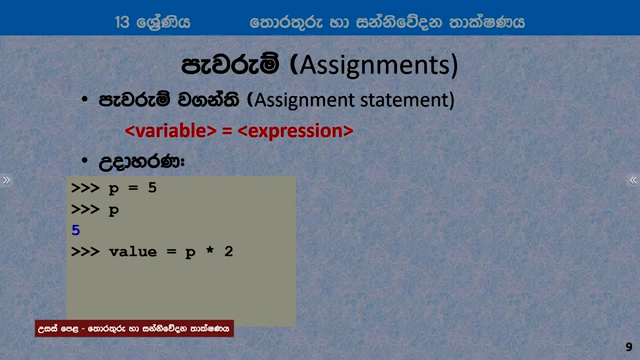 13 ශ්‍රේණිය තොරතුරු හා සන්නිවේදන තාක්ෂණය
පැවරුම් (Assignments)
• පැවරුම් වගන්ති (Assignment statement)
<variable> = <expression>
• උදාහරණ:
>>> p = 5
>>> p
5
>>> value = p * 2
උසස් පෙළ - තොරතුරු හා සන්නිවේදන තාක්ෂණය
9